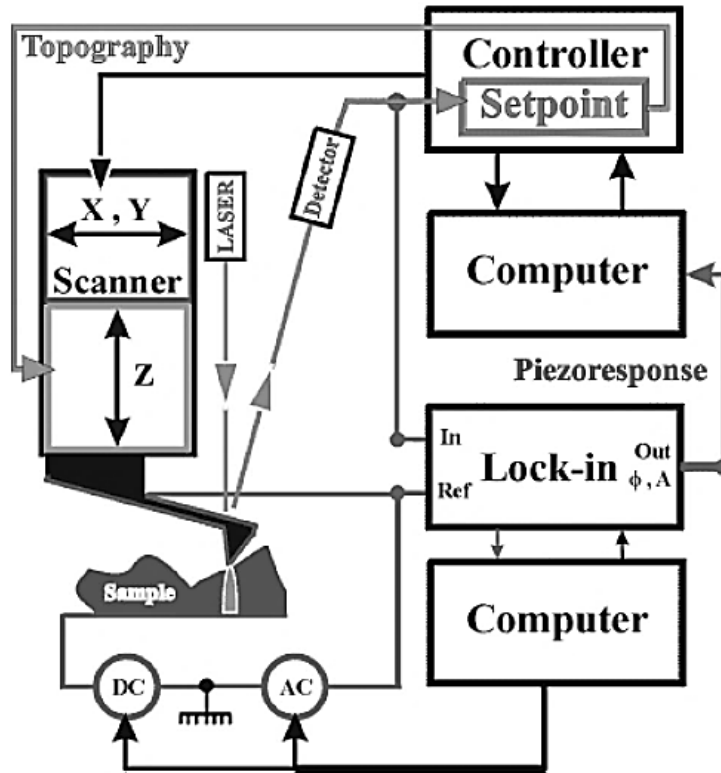 Topography
Controller
Setpoint
X , Y
LASER
Detector
Scanner
Computer
Z
Piezoresponse
In
Out
Lock-in
Ref
ϕ , A
Sample
Computer
DC
AC